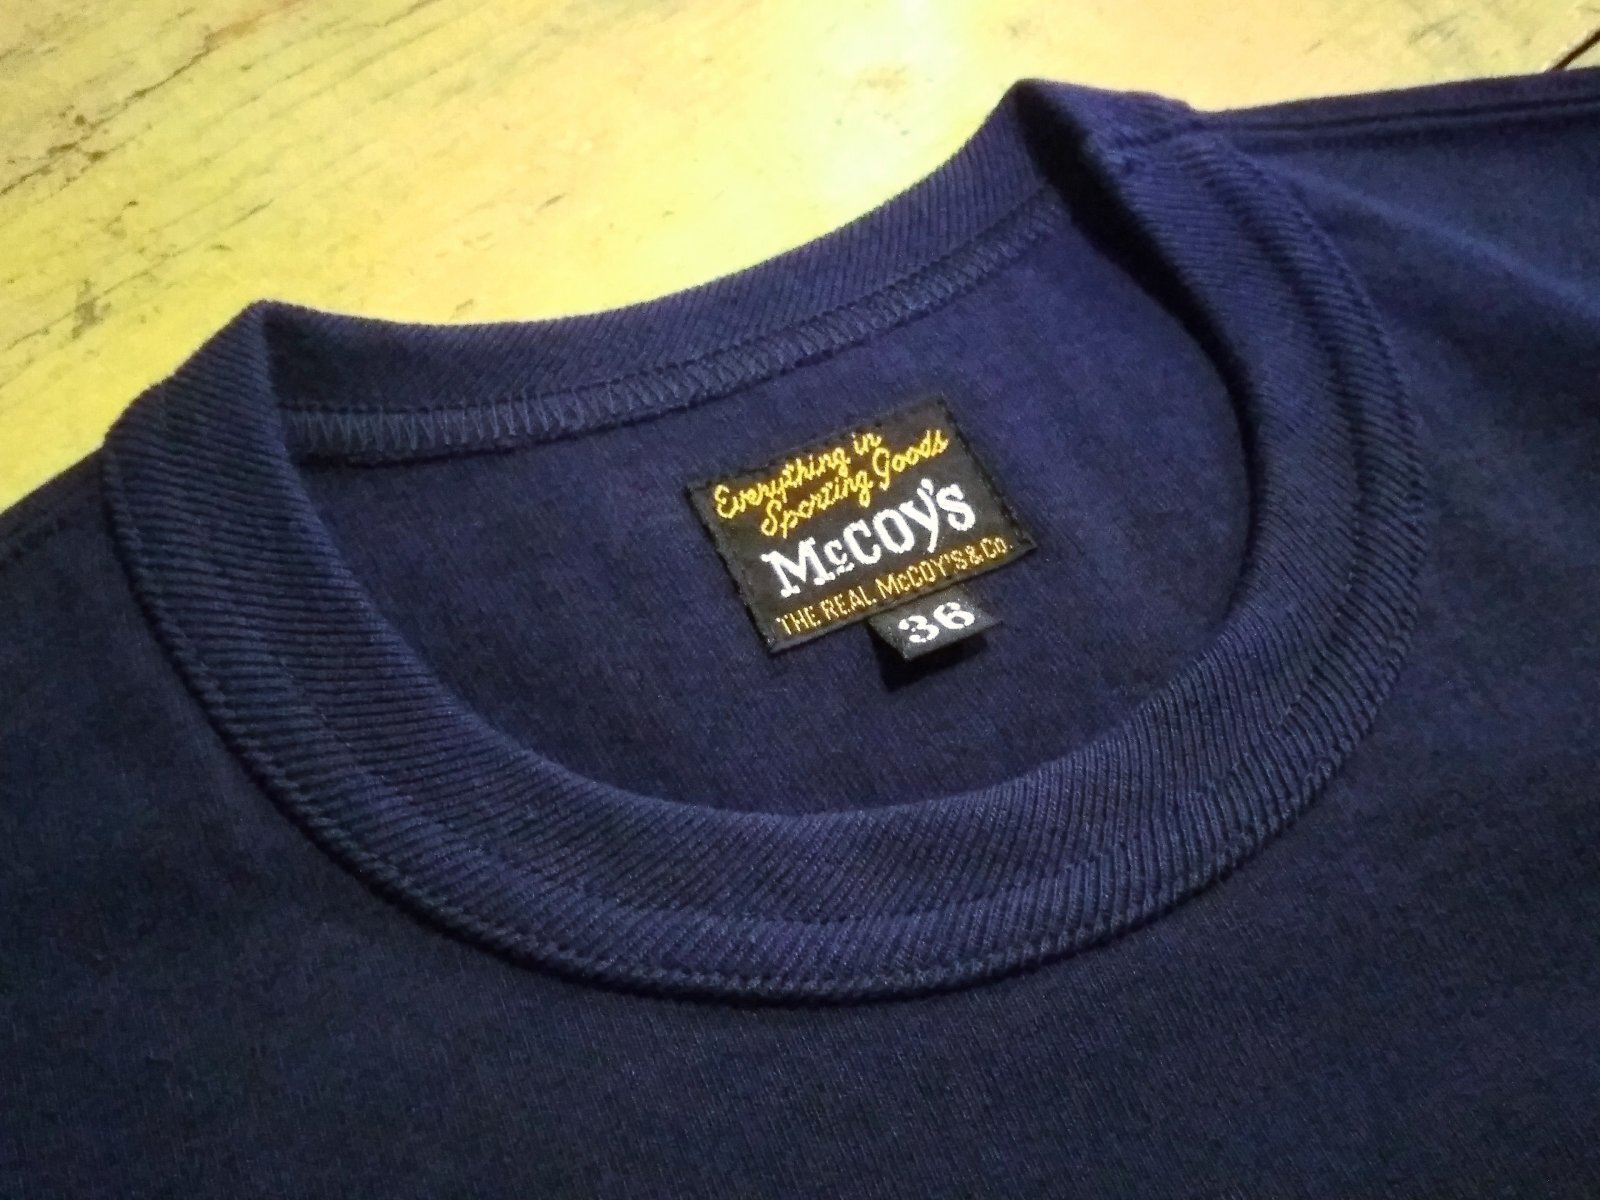 Everything in
Sporting Goods
McCOY'S
THE REAL McCOY'S & Co.
36